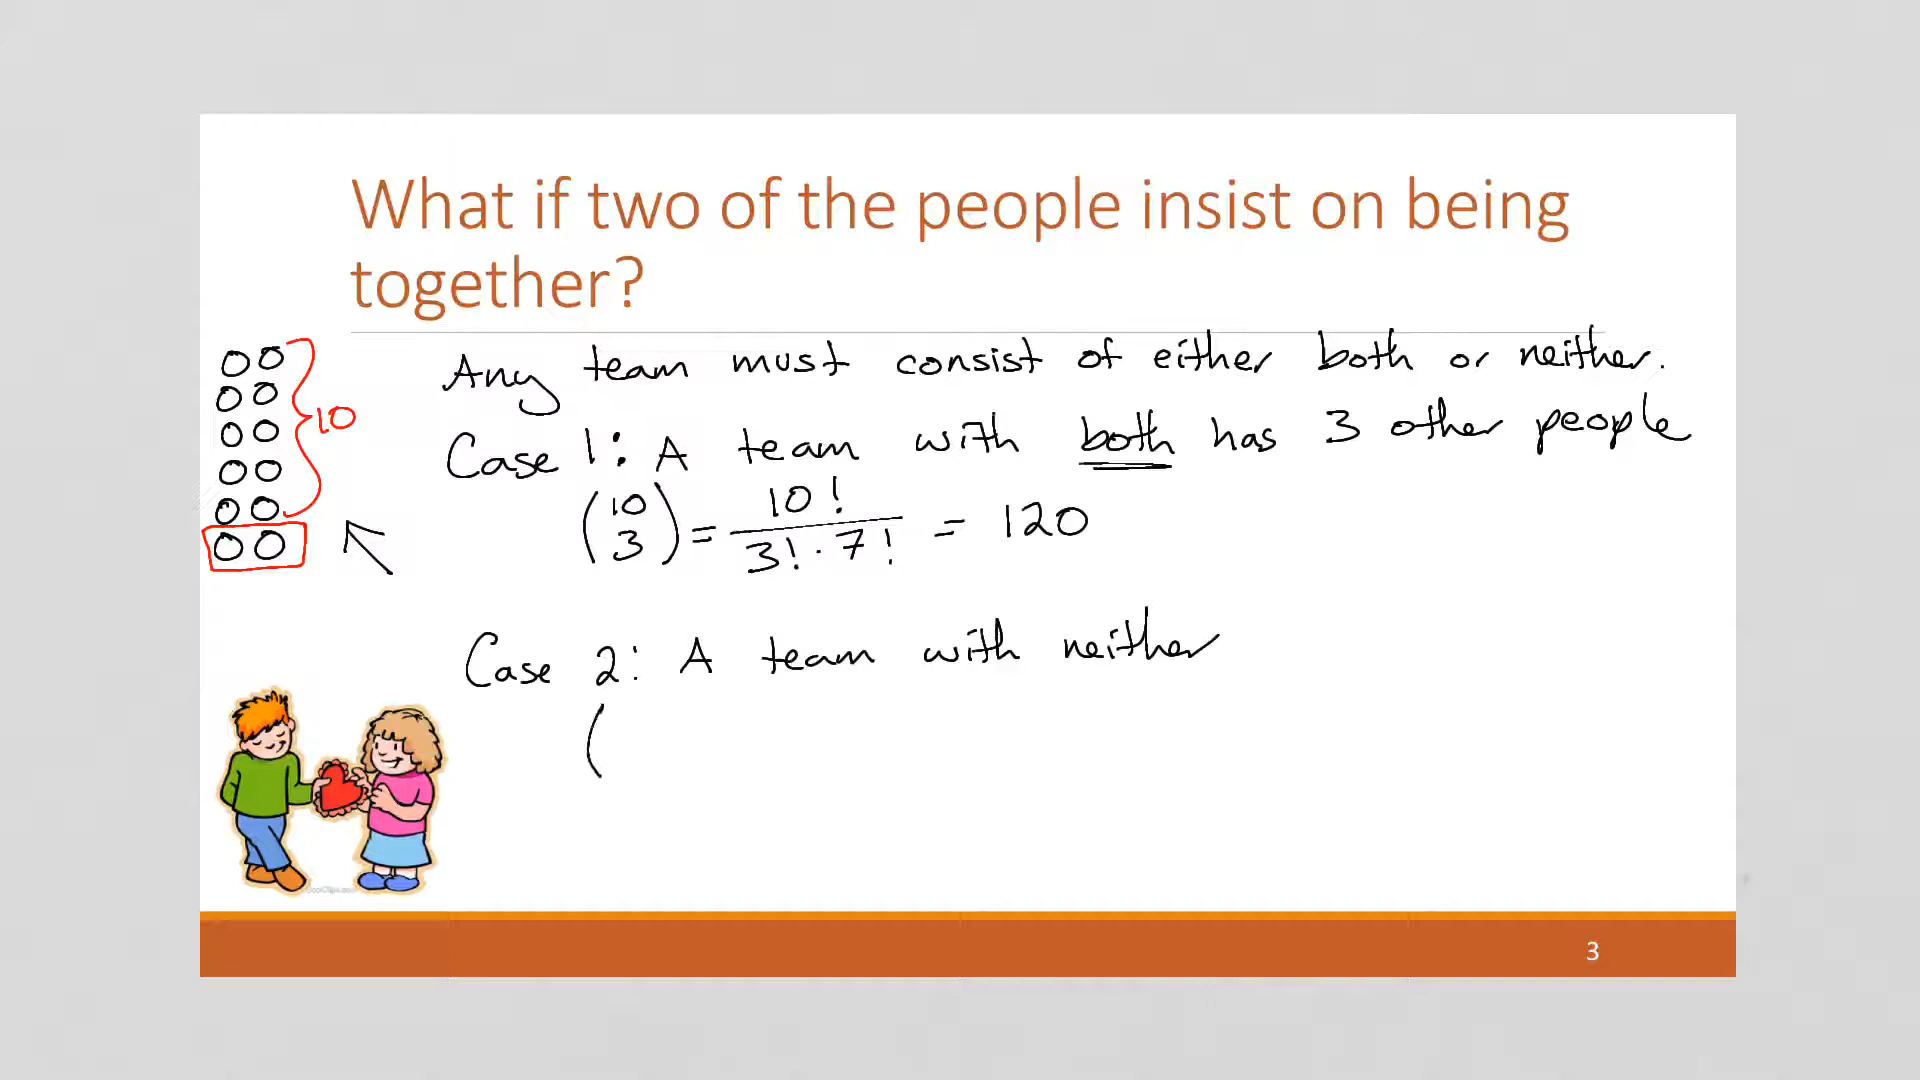 What if two of the people insist on being
together?
Any team must consist of either both or neither.
10
Case 1: A team with both has 3 other people
(10 3) = 10! / 3! · 7! = 120
Case 2: A team with neither
(
3